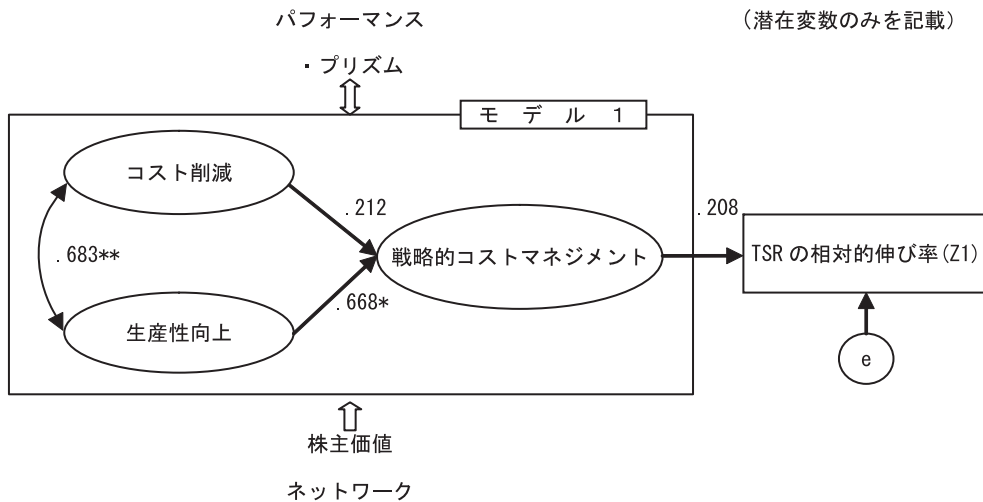 パフォーマンス
・プリズム
(潜在変数のみを記載)
モデル1
コスト削減
.212
.208
.683**
戦略的コストマネジメント
TSRの相対的伸び率(Z1)
.668*
生産性向上
e
株主価値
ネットワーク